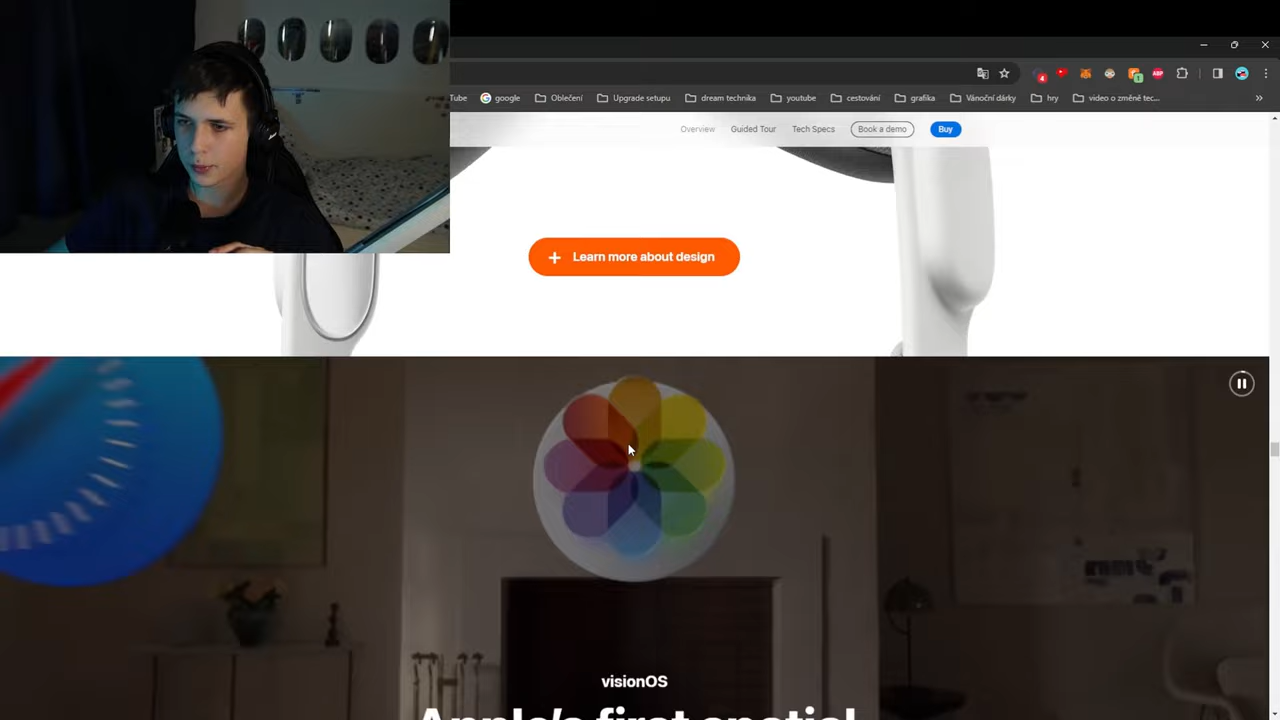 Tube google Oblečení Upgrade setupu dream technika youtube cestování grafika Vánoční dárky hry video o změně tec...
Overview Guided Tour Tech Specs Book a demo Buy
Learn more about design
visionOS
Apple's first spatial